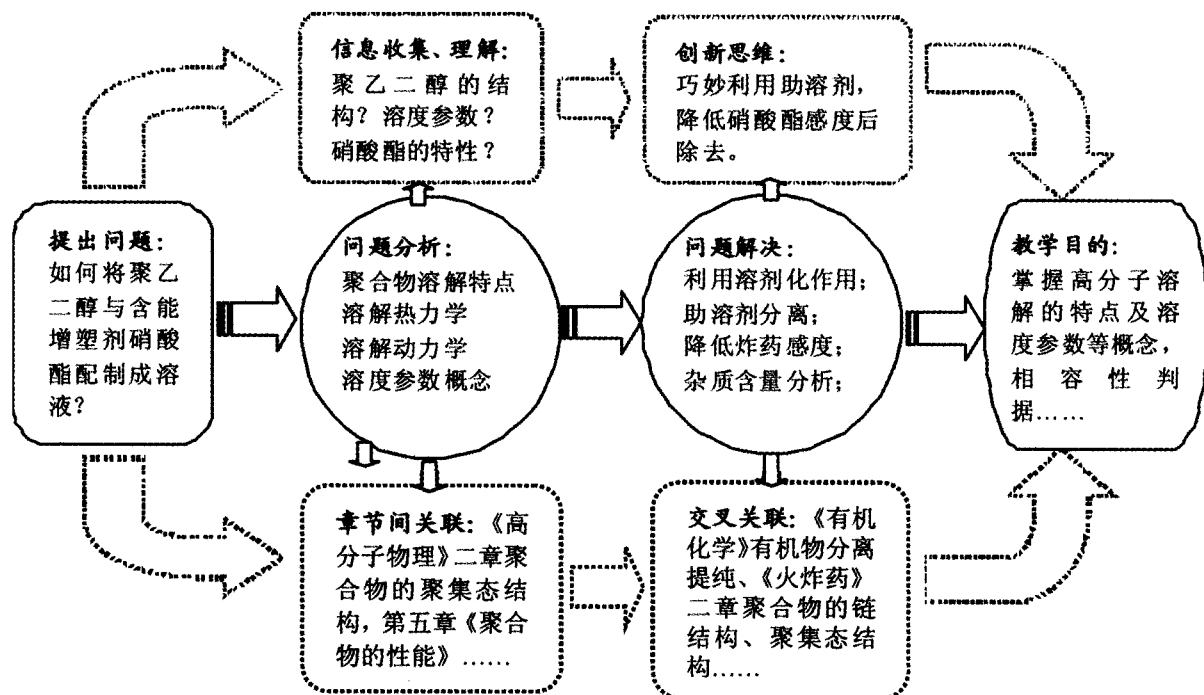 信息收集、理解：
聚乙二醇的结
构？溶度参数？
硝酸酯的特性？
创新思维：
巧妙利用助溶剂，
降低硝酸酯感度后
除去。
提出问题：
如何将聚乙
二醇与含能
增塑剂硝酸
酯配制成溶
液？
问题分析：
聚合物溶解特点
溶解热力学
溶解动力学
溶度参数概念
问题解决：
利用溶剂化作用；
助溶剂分离；
降低炸药感度；
杂质含量分析；
教学目的：
掌握高分子溶
解的特点及溶
度参数等概念，
相容性判
据……
章节间关联：《高
分子物理》二章聚
合物的聚集态结
构，第五章《聚合
物的性能》……
交叉关联：《有机
化学》有机物分离
提纯、《火炸药》
二章聚合物的链
结构、聚集态结
构……